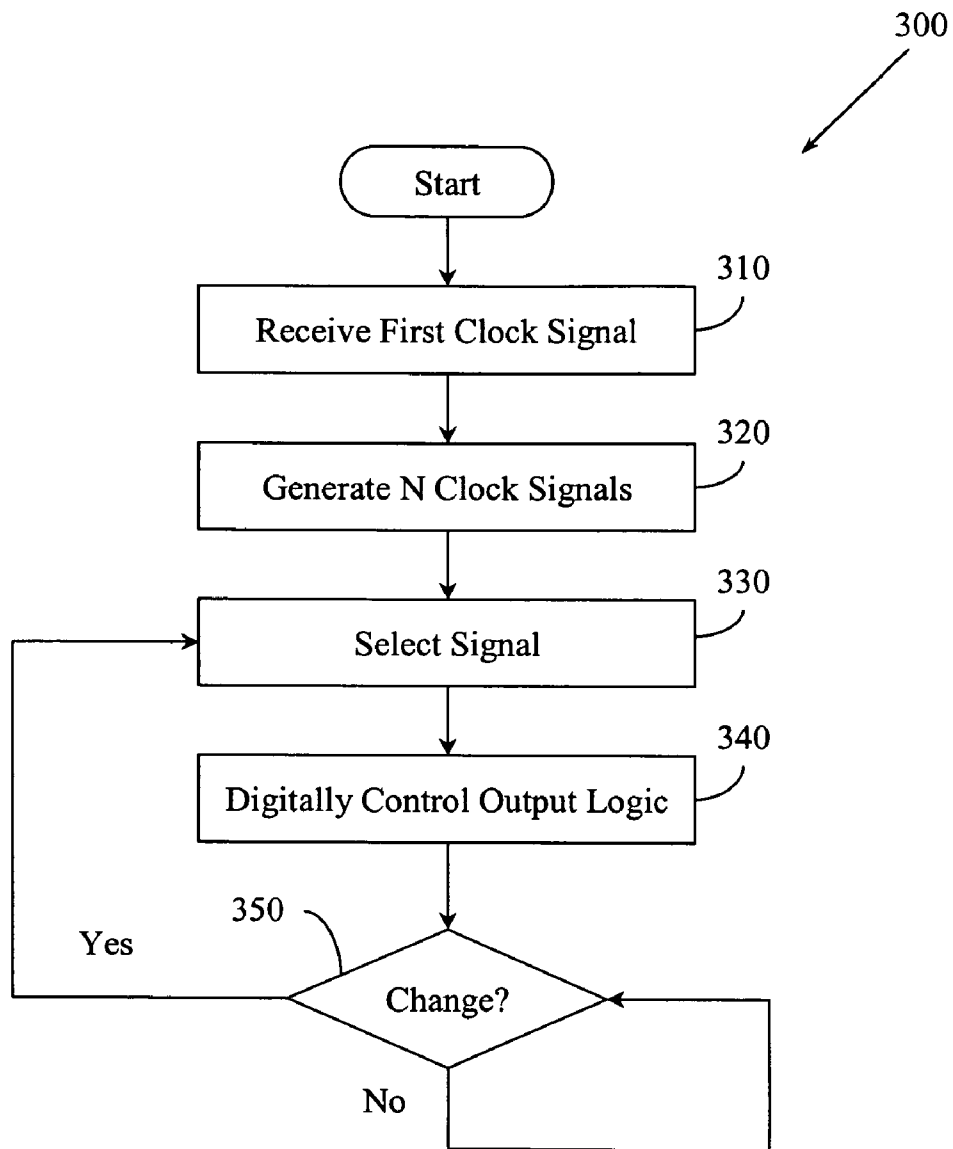 300
Start
310
Receive First Clock Signal
320
Generate N Clock Signals
330
Select Signal
340
Digitally Control Output Logic
350
Yes
Change?
No